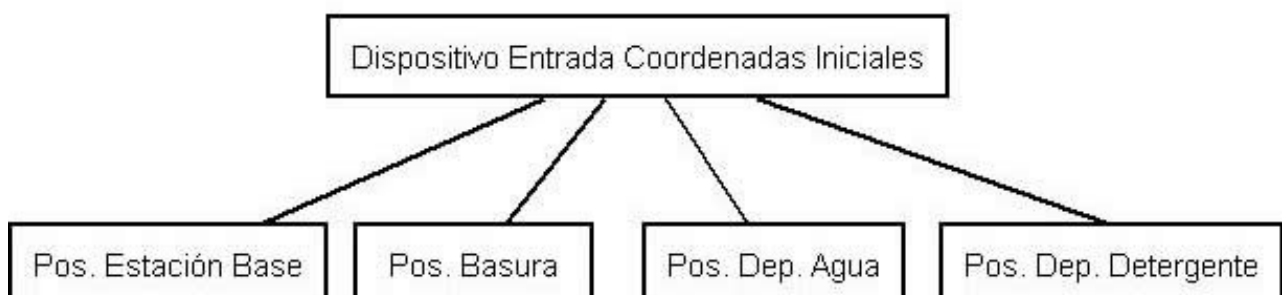 Dispositivo Entrada Coordenadas Iniciales
Pos. Estación Base
Pos. Basura
Pos. Dep. Agua
Pos. Dep. Detergente